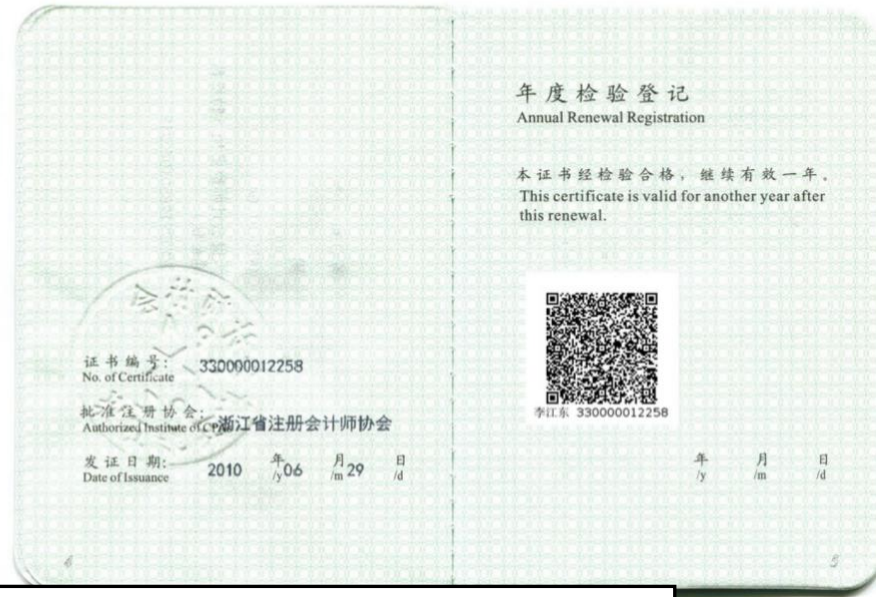 证书编号: 330000012258
No. of Certificate
批准注册协会: 浙江省注册会计师协会
Authorized Institute of CPAs
发证日期: 2010 年 06 月 29 日
Date of Issuance /y /m /d
4
年度检验登记
Annual Renewal Registration
本证书经检验合格，继续有效一年。
This certificate is valid for another year after
this renewal.
李江东 330000012258
年 月 日
/y /m /d
5